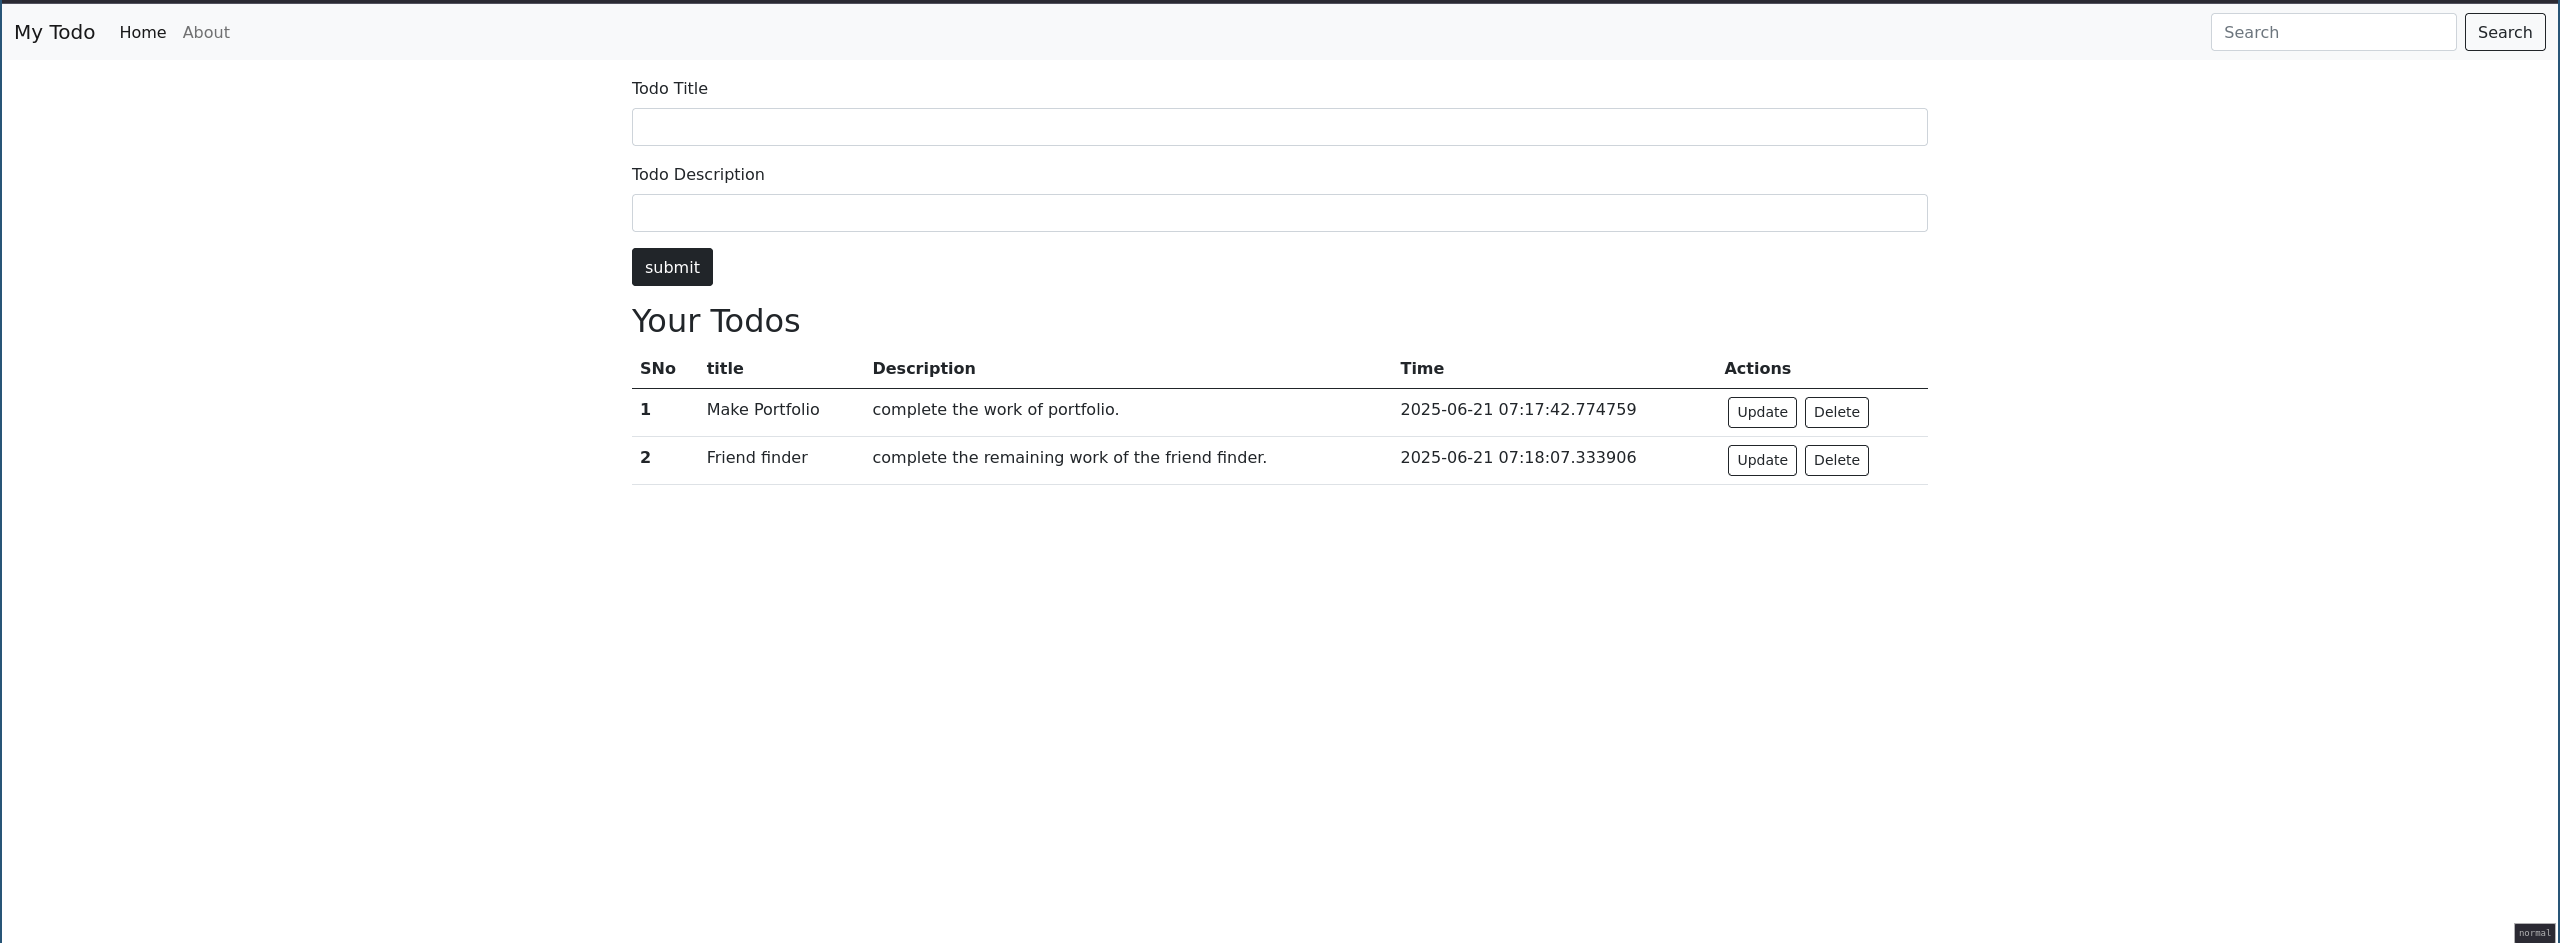 My Todo Home About Search Search
Todo Title
Todo Description
submit
Your Todos
SNo title Description Time Actions
1 Make Portfolio complete the work of portfolio. 2025-06-21 07:17:42.774759 Update Delete
2 Friend finder complete the remaining work of the friend finder. 2025-06-21 07:18:07.333906 Update Delete
normal